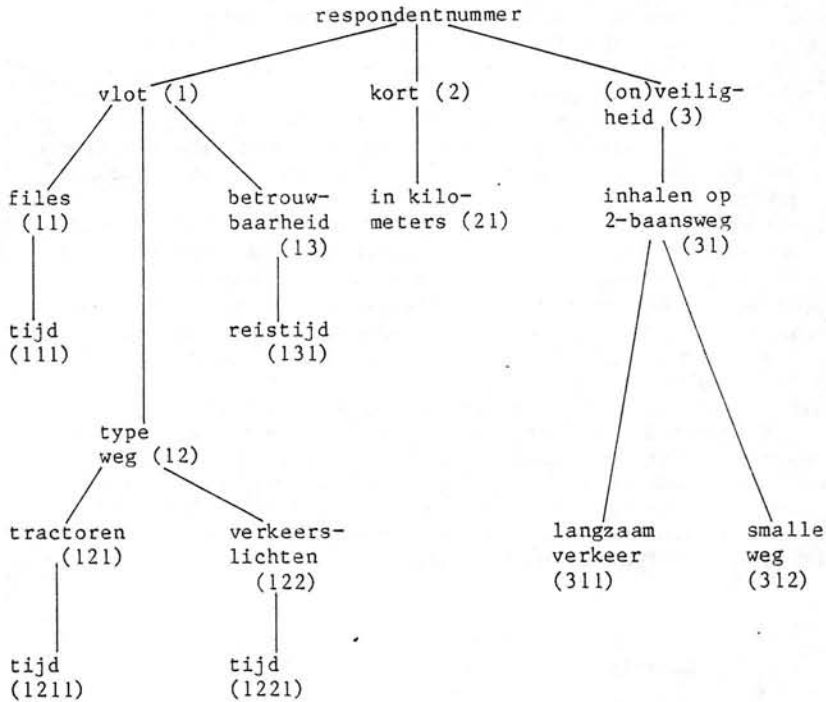 respondentnummer
vlot (1)
kort (2)
(on)veilig-
heid (3)
files
(11)
betrouw-
baarheid
(13)
in kilo-
meters (21)
inhalen op
2-baansweg
(31)
tijd
(111)
reistijd
(131)
type
weg (12)
tractoren
(121)
verkeers-
lichten
(122)
langzaam
verkeer
(311)
smalle
weg
(312)
tijd
(1211)
tijd
(1221)